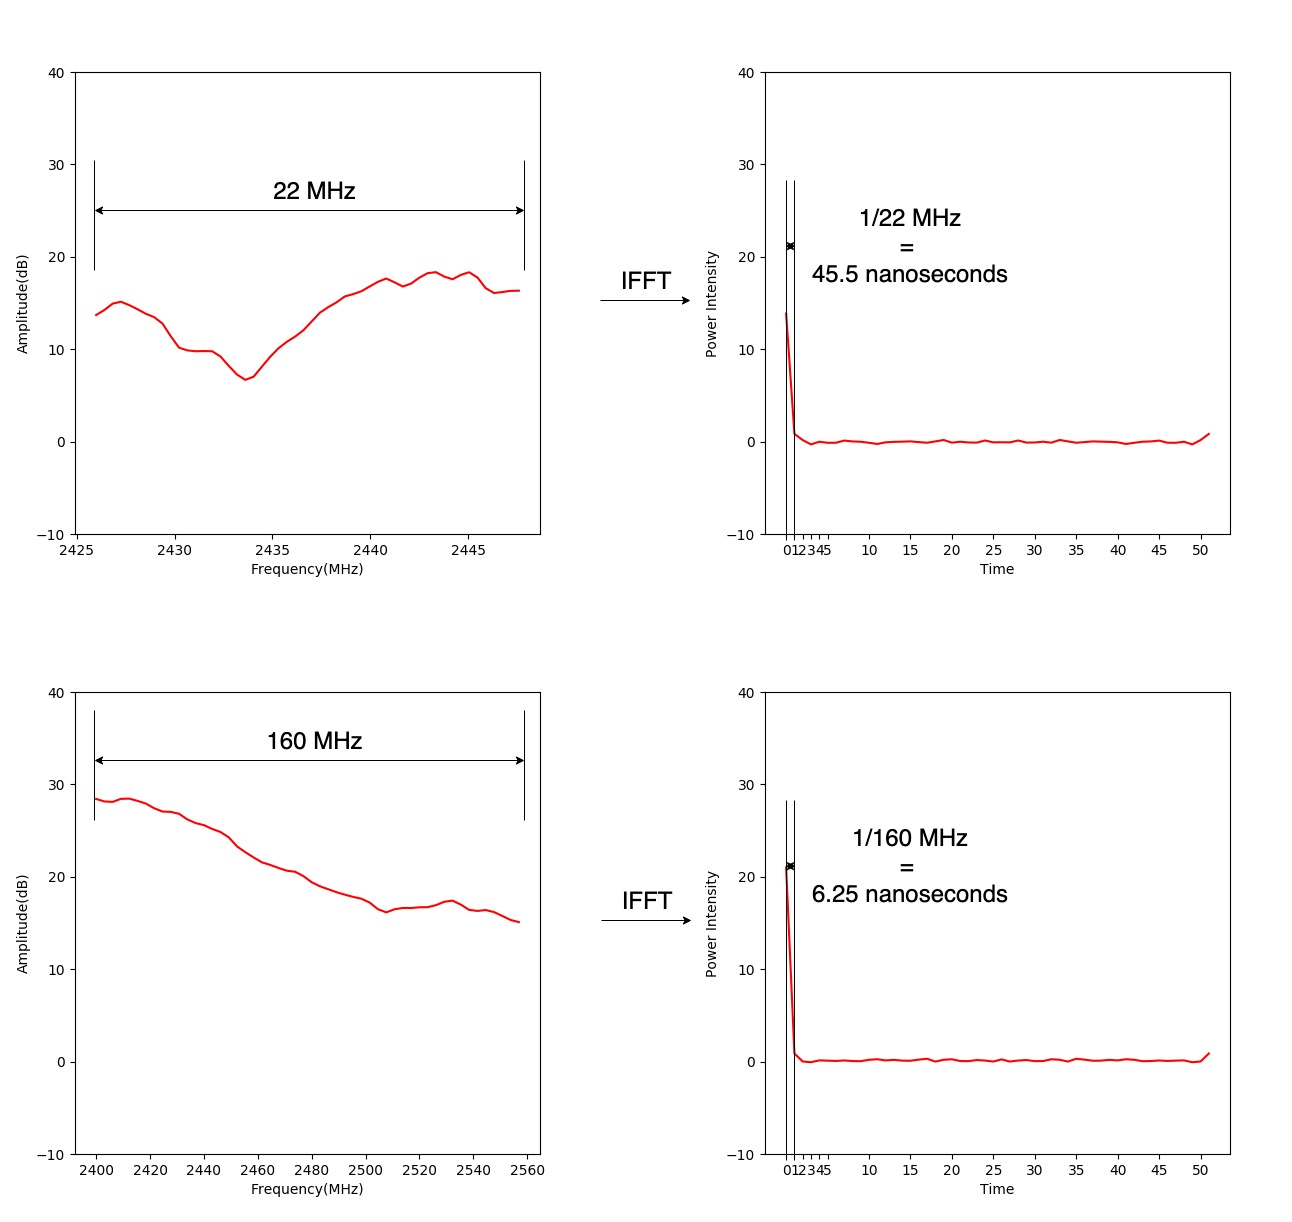 40
30
20
10
0
−10
Amplitude(dB)
22 MHz
2425 2430 2435 2440 2445
Frequency(MHz)
IFFT
40
30
20
10
0
−10
Power Intensity
1/22 MHz
=
45.5 nanoseconds
0 1 2 3 4 5 10 15 20 25 30 35 40 45 50
Time
40
30
20
10
0
−10
Amplitude(dB)
160 MHz
2400 2420 2440 2460 2480 2500 2520 2540 2560
Frequency(MHz)
IFFT
40
30
20
10
0
−10
Power Intensity
1/160 MHz
=
6.25 nanoseconds
0 1 2 3 4 5 10 15 20 25 30 35 40 45 50
Time